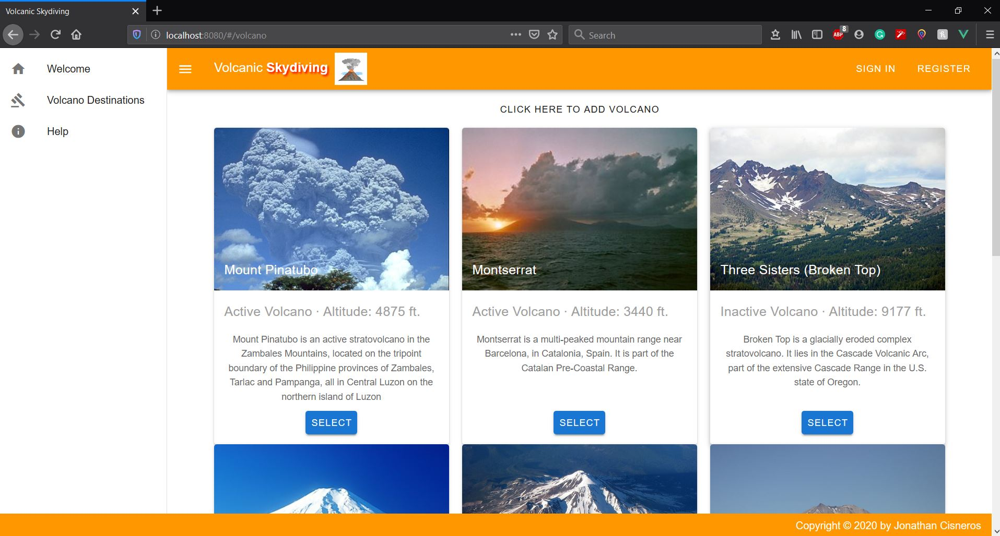 Volcanic Skydiving
localhost:8080/#/volcano
Search
ABP
8
Welcome
Volcano Destinations
Help
Volcanic Skydiving
SIGN IN
REGISTER
CLICK HERE TO ADD VOLCANO
Mount Pinatubo
Active Volcano · Altitude: 4875 ft.
Mount Pinatubo is an active stratovolcano in the
Zambales Mountains, located on the tripoint
boundary of the Philippine provinces of Zambales,
Tarlac and Pampanga, all in Central Luzon on the
northern island of Luzon
SELECT
Montserrat
Active Volcano · Altitude: 3440 ft.
Montserrat is a multi-peaked mountain range near
Barcelona, in Catalonia, Spain. It is part of the
Catalan Pre-Coastal Range.
SELECT
Three Sisters (Broken Top)
Inactive Volcano · Altitude: 9177 ft.
Broken Top is a glacially eroded complex
stratovolcano. It lies in the Cascade Volcanic Arc,
part of the extensive Cascade Range in the U.S.
state of Oregon.
SELECT
Copyright © 2020 by Jonathan Cisneros